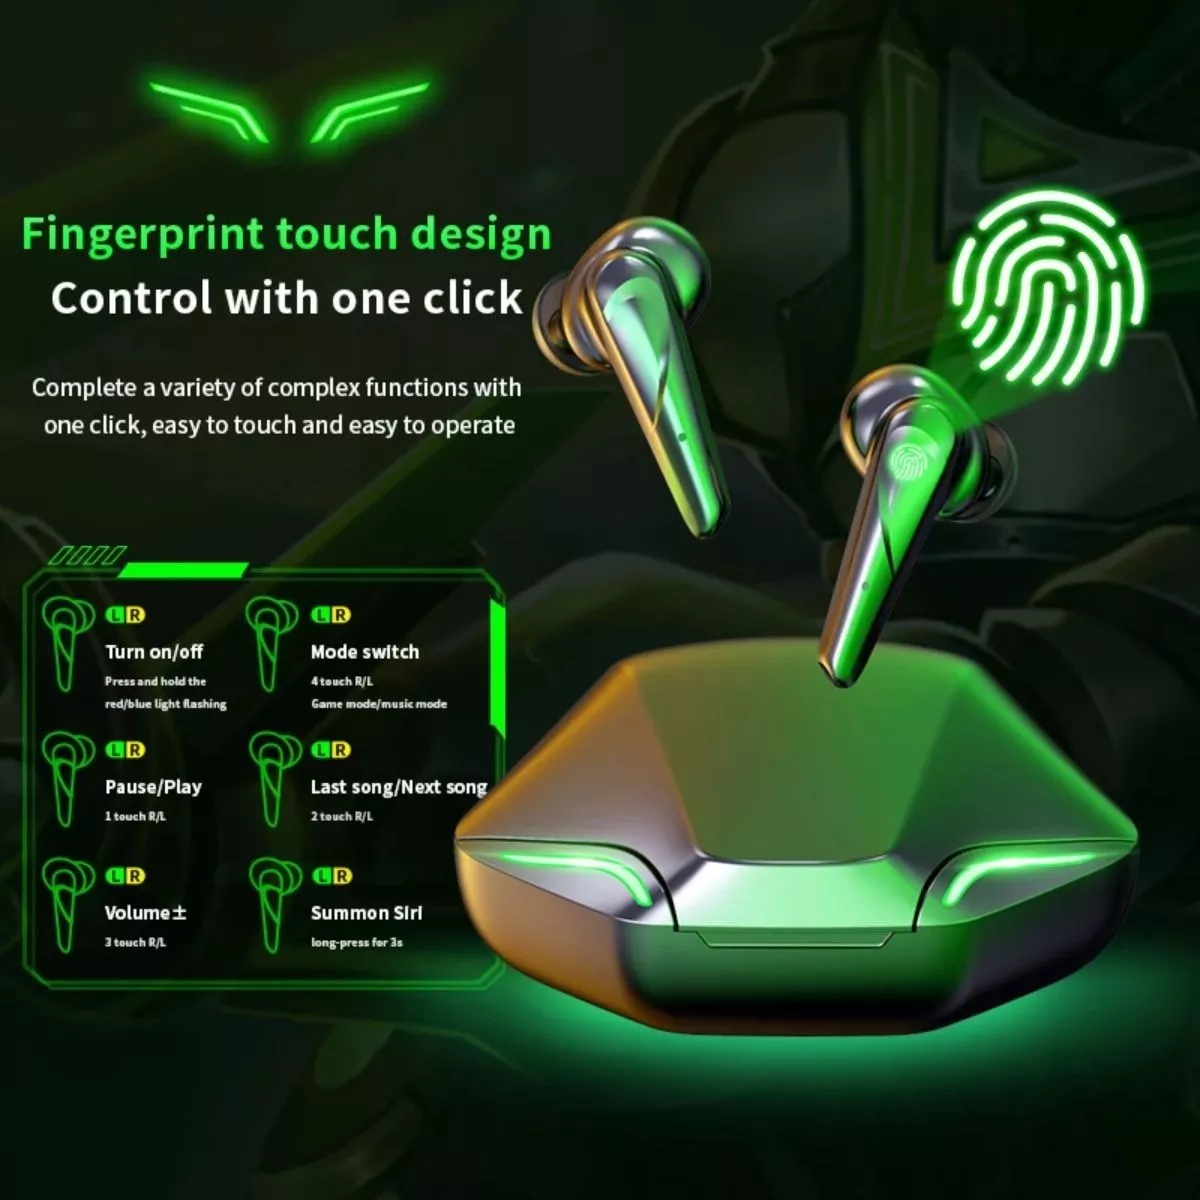 Fingerprint touch design
Control with one click
Complete a variety of complex functions with
one click, easy to touch and easy to operate
L R
Turn on/off
Press and hold the
red/blue light flashing
L R
Mode switch
4 touch R/L
Game mode/music mode
L R
Pause/Play
1 touch R/L
L R
Last song/Next song
2 touch R/L
L R
Volume±
3 touch R/L
L R
Summon Siri
long-press for 3s